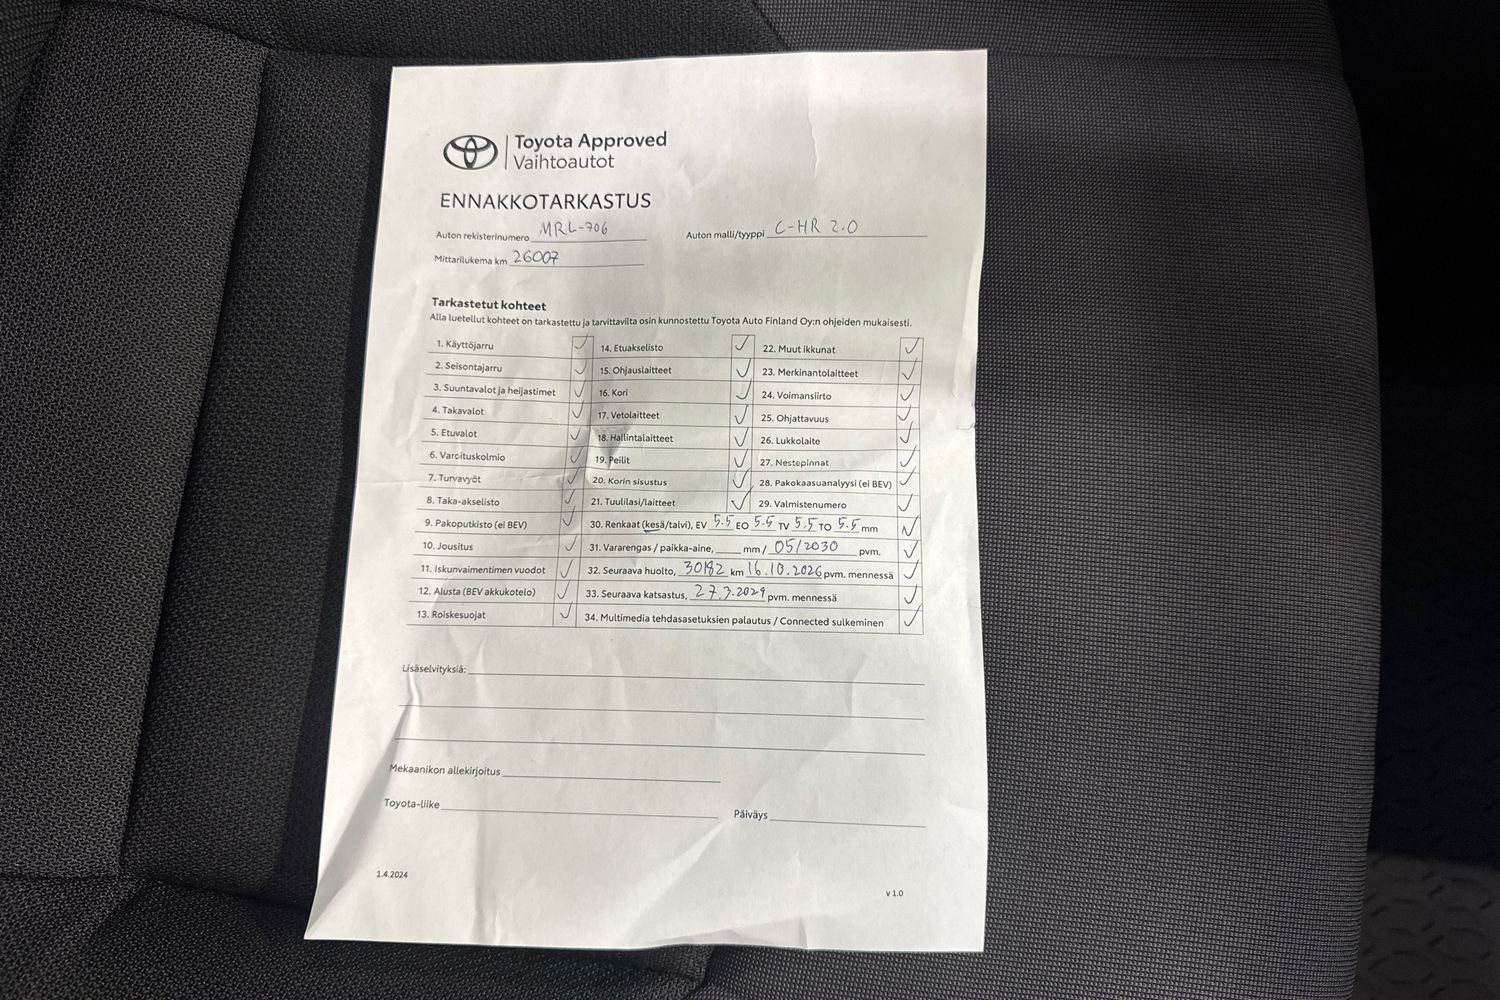 Toyota Approved
Vaihtoautot
ENNAKKOTARKASTUS
Auton rekisterinumero MRL-706 Auton malli/tyyppi C-HR 2.0
Mittarilukema km 26007
Tarkastetut kohteet
Alla luetellut kohteet on tarkastettu ja tarvittavilta osin kunnostettu Toyota Auto Finland Oy:n ohjeiden mukaisesti.
1. Käyttöjarru ✓ 14. Etuakselisto ✓ 22. Muut ikkunat ✓
2. Seisontajarru ✓ 15. Ohjauslaitteet ✓ 23. Merkinantolaitteet ✓
3. Suuntavalot ja heijastimet ✓ 16. Kori ✓ 24. Voimansiirto ✓
4. Takavalot ✓ 17. Vetolaitteet ✓ 25. Ohjattavuus ✓
5. Etuvalot ✓ 18. Hallintalaitteet ✓ 26. Lukkolaite ✓
6. Varoituskolmio ✓ 19. Peilit ✓ 27. Nestepinnat ✓
7. Turvavyöt ✓ 20. Korin sisustus ✓ 28. Pakokaasuanalyysi (ei BEV) ✓
8. Taka-akselisto ✓ 21. Tuulilasi/laitteet ✓ 29. Valmistenumero ✓
9. Pakoputkisto (ei BEV) ✓ 30. Renkaat (kesä/talvi), EV 5.5 EO 5.5 TV 5.5 TO 5.5 mm ✓
10. Jousitus ✓ 31. Vararengas / paikka-aine, ___ mm / 05/2030 pvm. ✓
11. Iskunvaimentimen vuodot ✓ 32. Seuraava huolto, 30182 km 16.10.2026 pvm. mennessä ✓
12. Alusta (BEV akkukotelo) ✓ 33. Seuraava katsastus, 27.3.2029 pvm. mennessä ✓
13. Roiskesuojat ✓ 34. Multimedia tehdasasetuksien palautus / Connected sulkeminen ✓
Lisäselvityksiä:
Mekaanikon allekirjoitus
Toyota-liike Päiväys
1.4.2024 v 1.0